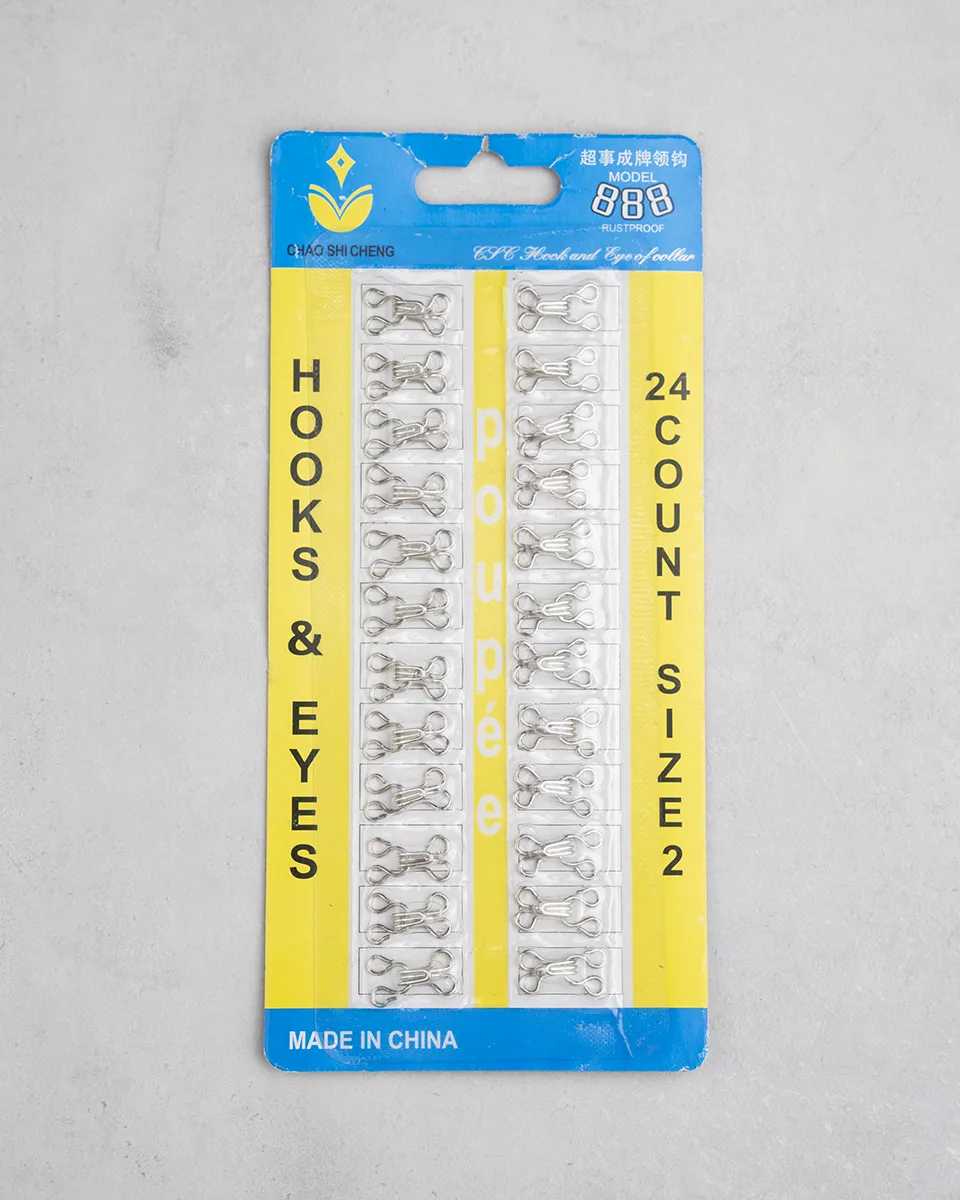 超事成牌领钩
MODEL
888
RUSTPROOF
CHAO SHI CHENG
CSC Hook and Eye of collar
HOOKS & EYES
poupèe
24 COUNT SIZE 2
MADE IN CHINA